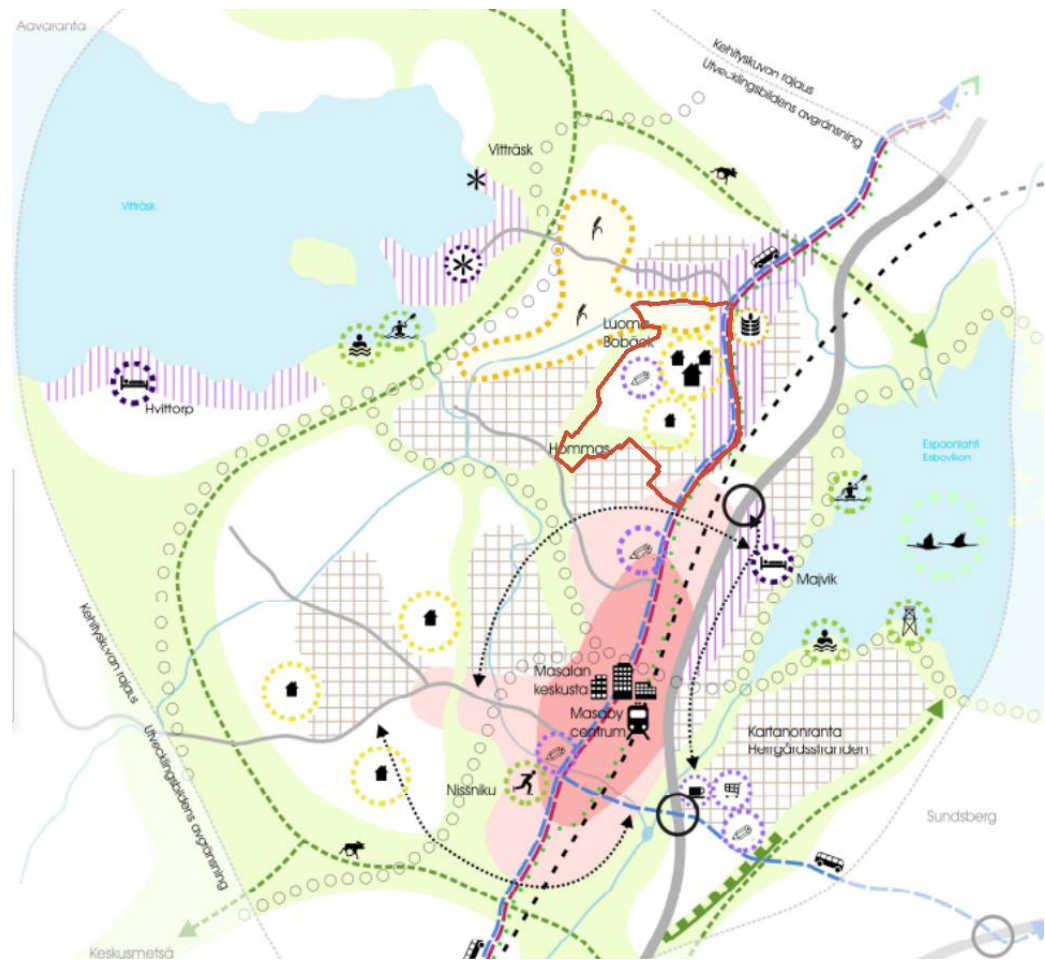 Aavaranta
Kehityskuvan rajaus
Utvecklingsbildens avgränsning
Vitträsk
Vitträsk
Luoma
Bobäck
Hvittorp
Hommas
Espoonlahti
Esboviken
Majvik
Kehityskuvan rajaus
Utvecklingsbildens avgränsning
Masalan
keskusta
Masaby
centrum
Kartanonranta
Herrgårdsstranden
Nissniku
Sundsberg
Keskusmetsä